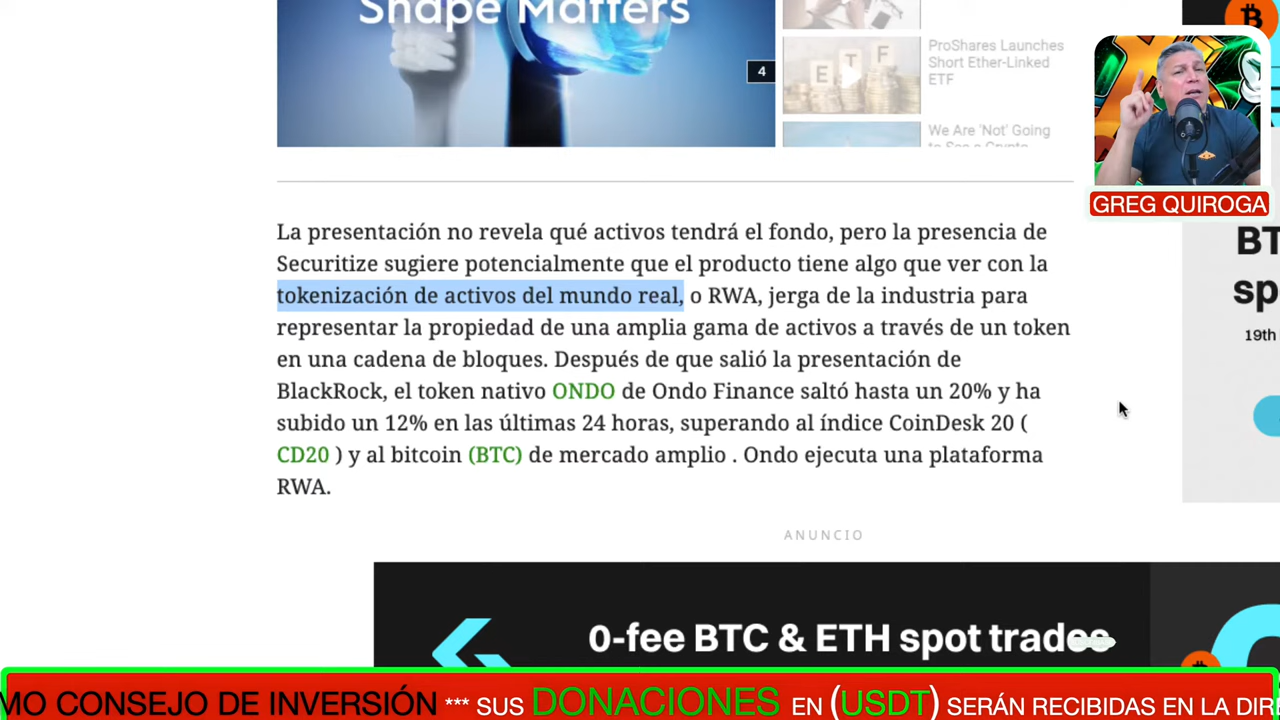 Shape Matters
4
E T F
ProShares Launches
Short Ether-Linked
ETF
We Are 'Not' Going
GREG QUIROGA
La presentación no revela qué activos tendrá el fondo, pero la presencia de
Securitize sugiere potencialmente que el producto tiene algo que ver con la
tokenización de activos del mundo real, o RWA, jerga de la industria para
representar la propiedad de una amplia gama de activos a través de un token
en una cadena de bloques. Después de que salió la presentación de
BlackRock, el token nativo ONDO de Ondo Finance saltó hasta un 20% y ha
subido un 12% en las últimas 24 horas, superando al índice CoinDesk 20 (
CD20 ) y al bitcoin (BTC) de mercado amplio . Ondo ejecuta una plataforma
RWA.
BT
sp
19th
ANUNCIO
0-fee BTC & ETH spot trades
MO CONSEJO DE INVERSIÓN *** SUS DONACIONES EN (USDT) SERÁN RECIBIDAS EN LA DIR